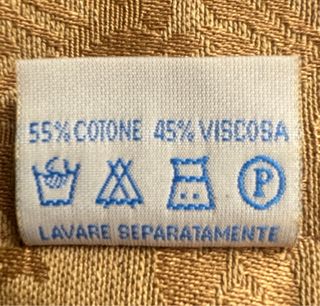 55% COTONE 45% VISCOSA
P
LAVARE SEPARATAMENTE